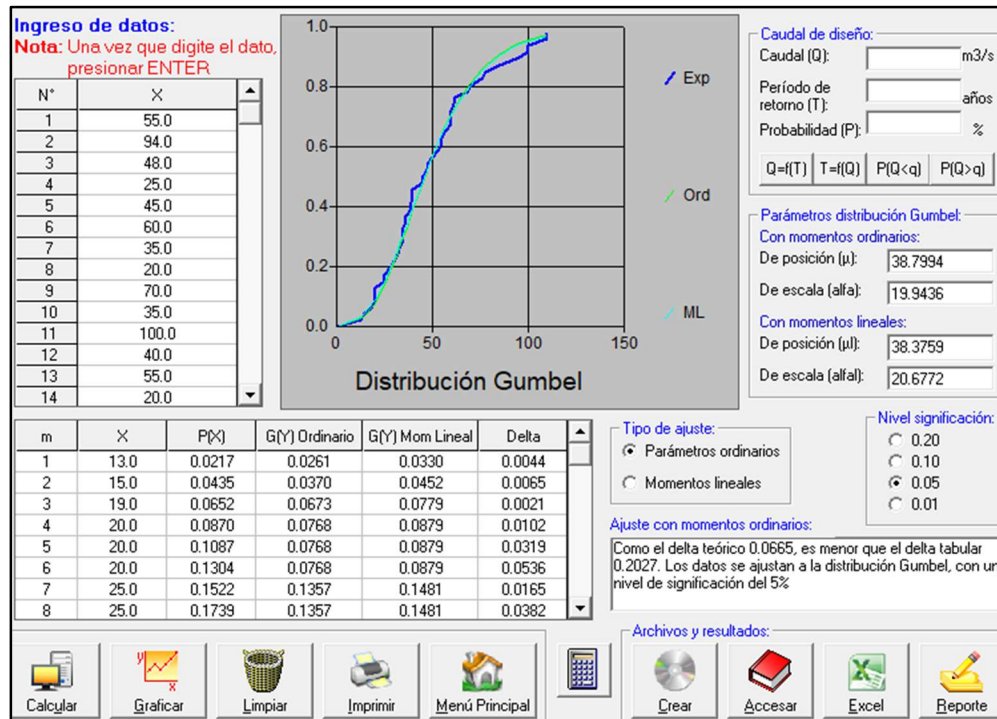 Ingreso de datos:
Nota: Una vez que digite el dato,
presionar ENTER
N° X
1 55.0
2 94.0
3 48.0
4 25.0
5 45.0
6 60.0
7 35.0
8 20.0
9 70.0
10 35.0
11 100.0
12 40.0
13 55.0
14 20.0
1.0
0.8
0.6
0.4
0.2
0.0
0 50 100 150
Exp
Ord
ML
Distribución Gumbel
Caudal de diseño:
Caudal (Q): m3/s
Período de
retorno (T): años
Probabilidad (P): %
Q=f(T) T=f(Q) P(Q<q) P(Q>q)
Parámetros distribución Gumbel:
Con momentos ordinarios:
De posición (µ): 38.7994
De escala (alfa): 19.9436
Con momentos lineales:
De posición (µl): 38.3759
De escala (alfal): 20.6772
m X P(X) G(Y) Ordinario G(Y) Mom Lineal Delta
1 13.0 0.0217 0.0261 0.0330 0.0044
2 15.0 0.0435 0.0370 0.0452 0.0065
3 19.0 0.0652 0.0673 0.0779 0.0021
4 20.0 0.0870 0.0768 0.0879 0.0102
5 20.0 0.1087 0.0768 0.0879 0.0319
6 20.0 0.1304 0.0768 0.0879 0.0536
7 25.0 0.1522 0.1357 0.1481 0.0165
8 25.0 0.1739 0.1357 0.1481 0.0382
Tipo de ajuste:
Parámetros ordinarios
Momentos lineales
Nivel significación:
0.20
0.10
0.05
0.01
Ajuste con momentos ordinarios:
Como el delta teórico 0.0665, es menor que el delta tabular
0.2027. Los datos se ajustan a la distribución Gumbel, con un
nivel de significación del 5%
Archivos y resultados:
Calcular Graficar Limpiar Imprimir Menú Principal Crear Accesar Excel Reporte